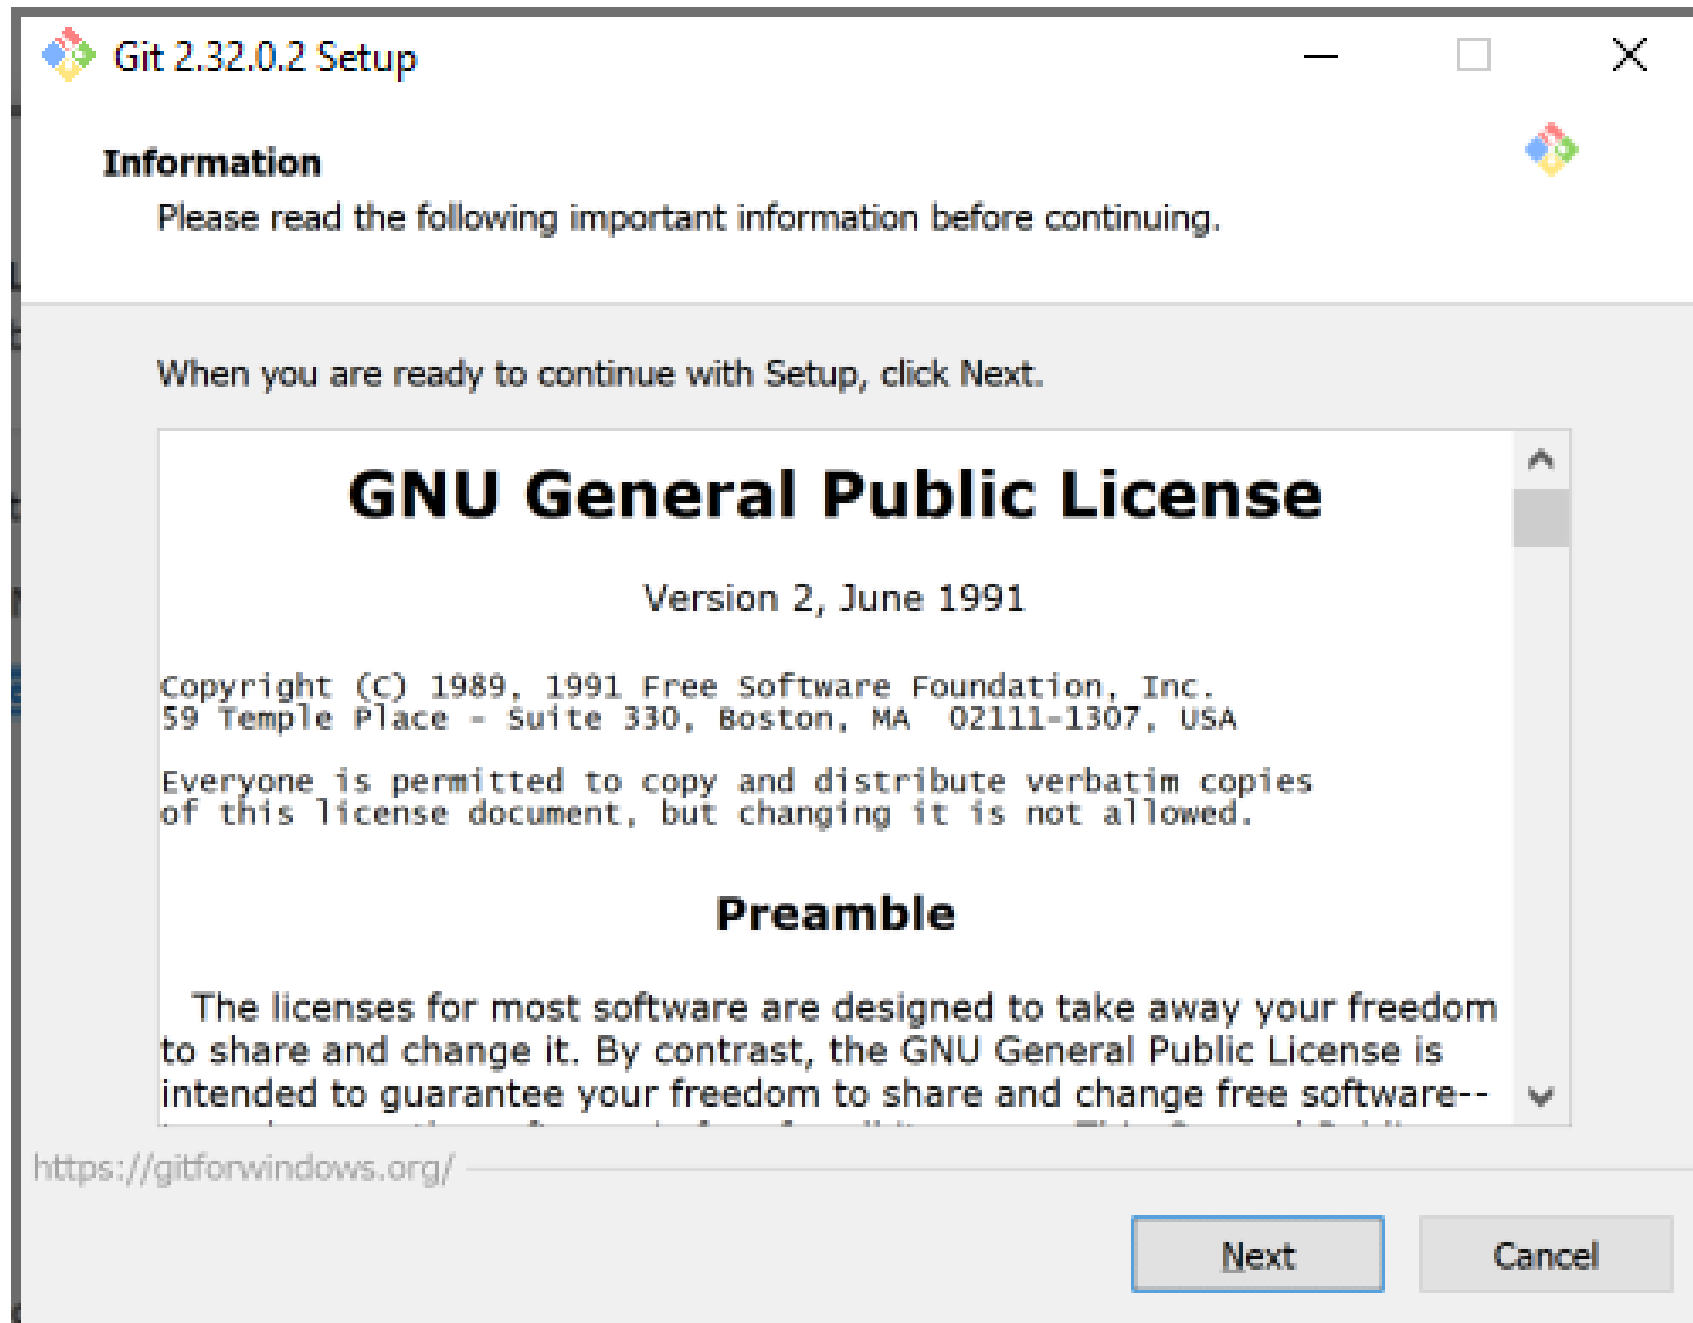 Git 2.32.0.2 Setup
Information
Please read the following important information before continuing.
When you are ready to continue with Setup, click Next.
GNU General Public License
Version 2, June 1991
Copyright (C) 1989, 1991 Free Software Foundation, Inc.
59 Temple Place - Suite 330, Boston, MA  02111-1307, USA
Everyone is permitted to copy and distribute verbatim copies
of this license document, but changing it is not allowed.
Preamble
The licenses for most software are designed to take away your freedom
to share and change it. By contrast, the GNU General Public License is
intended to guarantee your freedom to share and change free software--
https://gitforwindows.org/
Next
Cancel